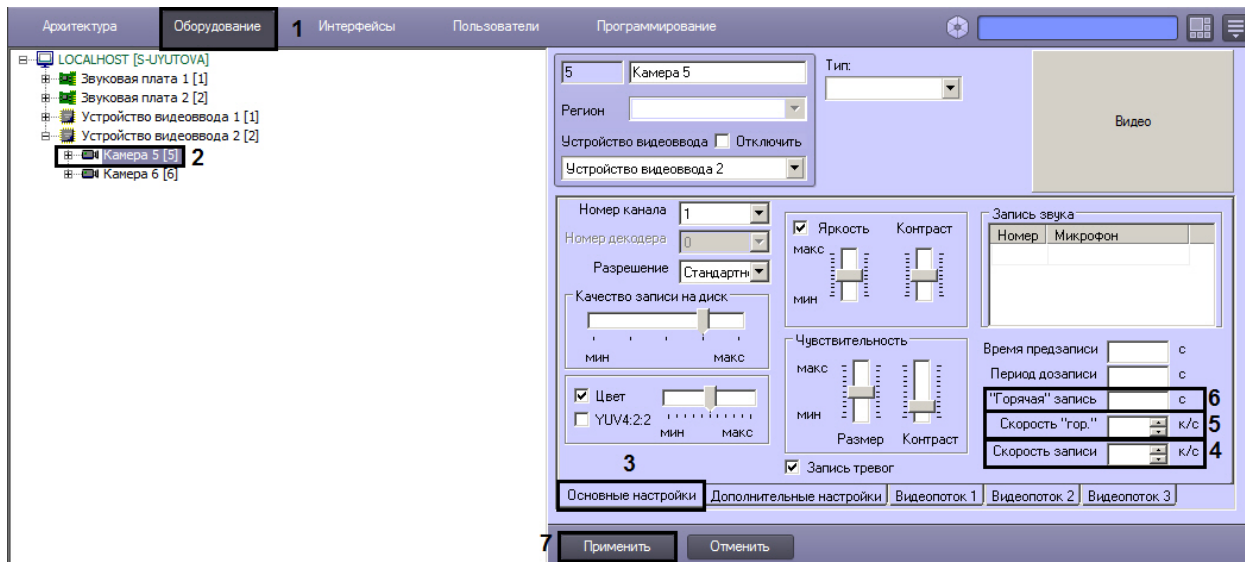 Архитектура Оборудование 1 Интерфейсы Пользователи Программирование
LOCALHOST [S-UYUTOVA]
Звуковая плата 1 [1]
Звуковая плата 2 [2]
Устройство видеоввода 1 [1]
Устройство видеоввода 2 [2]
Камера 5 [5] 2
Камера 6 [6]
5 Камера 5
Тип:
Регион
Устройство видеоввода Отключить
Устройство видеоввода 2
Видео
Номер канала 1
Номер декодера 0
Разрешение Стандартн
Качество записи на диск
мин макс
Цвет
YUV4:2:2
мин макс
3
Яркость Контраст
макс
мин
Чувствительность
макс
мин
Размер Контраст
Запись тревог
Запись звука
Номер Микрофон
Время предзаписи с
Период дозаписи с
"Горячая" запись с 6
Скорость "гор." к/с 5
Скорость записи к/с 4
Основные настройки Дополнительные настройки Видеопоток 1 Видеопоток 2 Видеопоток 3
7 Применить Отменить